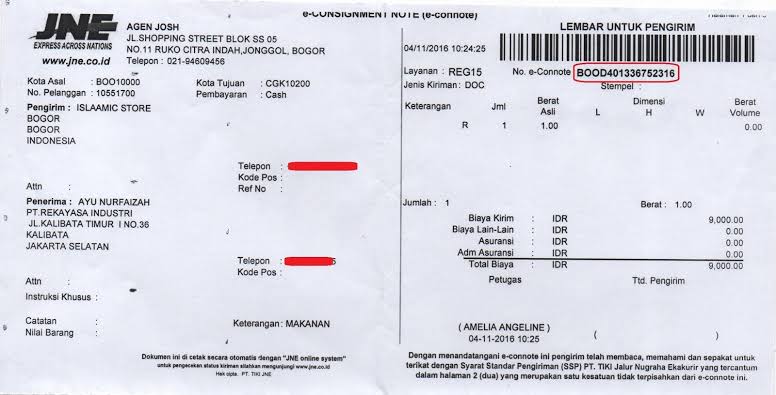 e-CONSIGNMENT NOTE (e-connote)
JNE
EXPRESS ACROSS NATIONS
www.jne.co.id
AGEN JOSH
JL.SHOPPING STREET BLOK SS 05
NO.11 RUKO CITRA INDAH,JONGGOL, BOGOR
Telepon : 021-94609456
Kota Asal : BOO10000
Kota Tujuan : CGK10200
No. Pelanggan : 10551700
Pembayaran : Cash
Pengirim : ISLAAMIC STORE
BOGOR
BOGOR
INDONESIA
Telepon :
Kode Pos :
Ref No :
Attn :
Penerima : AYU NURFAIZAH
PT.REKAYASA INDUSTRI
JL.KALIBATA TIMUR I NO.36
KALIBATA
JAKARTA SELATAN
Telepon :
Kode Pos :
Attn :
Instruksi Khusus :
Catatan :
Keterangan: MAKANAN
Nilai Barang :
Dokumen ini di cetak secara otomatis dengan "JNE online system"
untuk pengecekan status kiriman silahkan mengunjungi www.jne.co.id
Hak cipta. PT. TIKI JNE
LEMBAR UNTUK PENGIRIM
04/11/2016 10:24:25
Layanan : REG15
No. e-Connote : BOOD401336752316
Jenis Kiriman: DOC
Stempel :
Keterangan Jml Berat Asli Dimensi L H W Berat Volume
R 1 1.00 0.00
Jumlah : 1
Berat : 1.00
Biaya Kirim : IDR 9,000.00
Biaya Lain-Lain : IDR 0.00
Asuransi : IDR 0.00
Adm Asuransi : IDR 0.00
Total Biaya : IDR 9,000.00
Petugas
Ttd. Pengirim
( AMELIA ANGELINE )
( )
04-11-2016 10:25
Dengan menandatangani e-connote ini pengirim telah membaca, memahami dan sepakat untuk
terikat dengan Syarat Standar Pengiriman (SSP) PT. TIKI Jalur Nugraha Ekakurir yang tercantum
dalam halaman 2 (dua) yang merupakan satu kesatuan tidak terpisahkan dari e-connote ini.